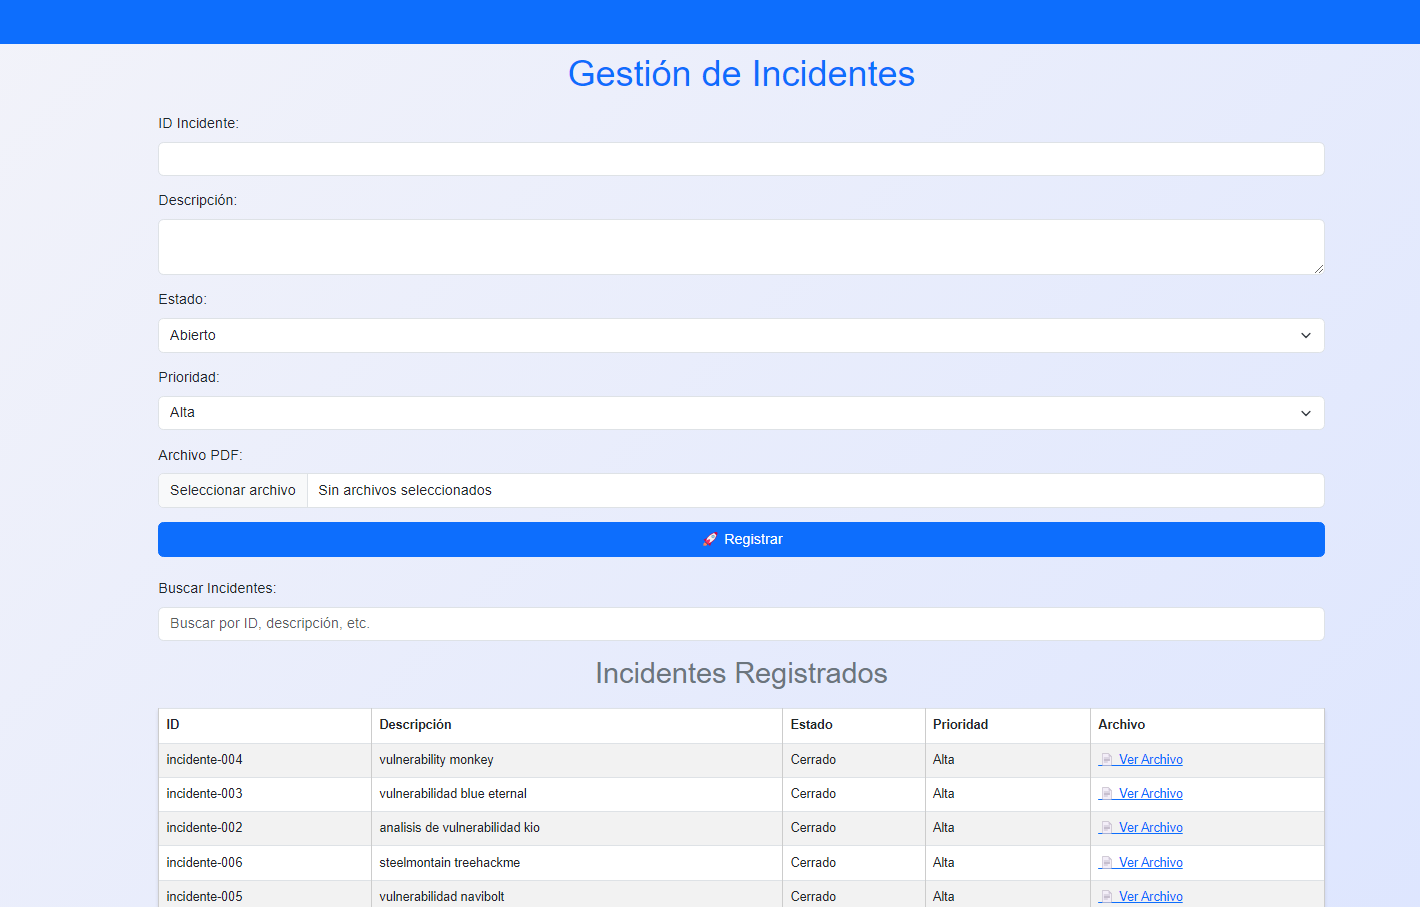 Gestión de Incidentes
ID Incidente:
Descripción:
Estado:
Abierto
Prioridad:
Alta
Archivo PDF:
Seleccionar archivo Sin archivos seleccionados
🚀 Registrar
Buscar Incidentes:
Buscar por ID, descripción, etc.
Incidentes Registrados
ID Descripción Estado Prioridad Archivo
incidente-004 vulnerability monkey Cerrado Alta Ver Archivo
incidente-003 vulnerabilidad blue eternal Cerrado Alta Ver Archivo
incidente-002 analisis de vulnerabilidad kio Cerrado Alta Ver Archivo
incidente-006 steelmontain treehackme Cerrado Alta Ver Archivo
incidente-005 vulnerabilidad navibolt Cerrado Alta Ver Archivo